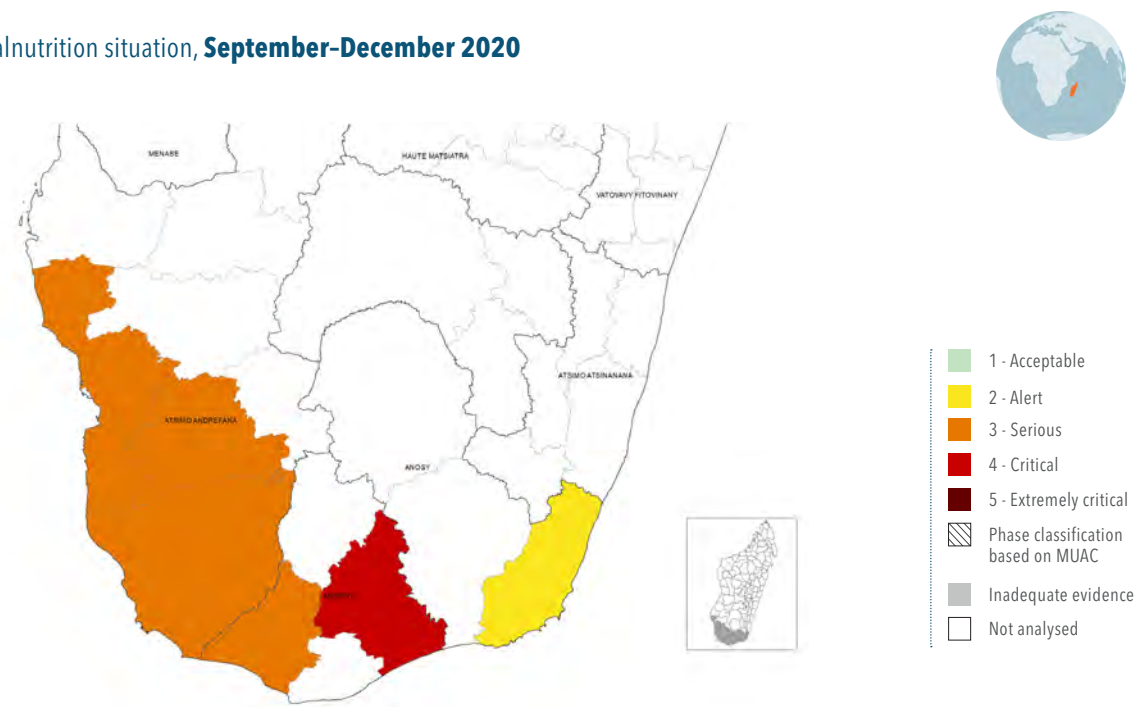 alnutrition situation, September–December 2020
MENABE
HAUTE MATSIATRA
VATOVAVY FITOVINANY
ATSIMO ATSINANANA
ATSIMO ANDREFANA
ANOSY
1 - Acceptable
2 - Alert
3 - Serious
4 - Critical
5 - Extremely critical
Phase classification
based on MUAC
Inadequate evidence
Not analysed